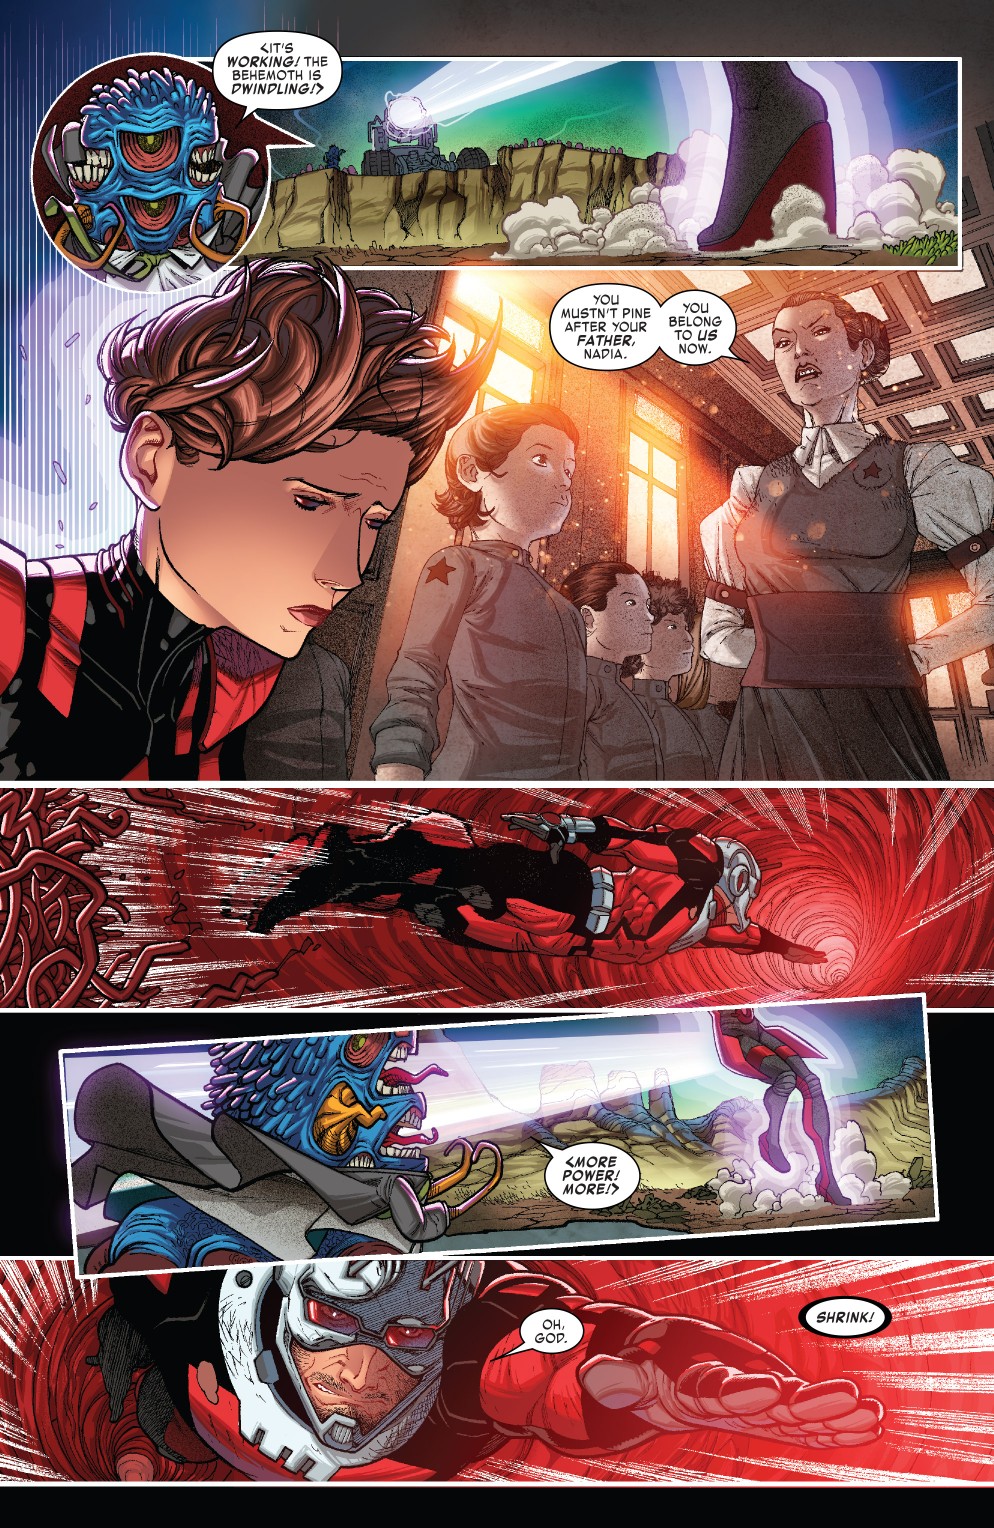 <IT'S
WORKING! THE
BEHEMOTH IS
DWINDLING!>
YOU
MUSTN'T PINE
AFTER YOUR
FATHER,
NADIA.
YOU
BELONG
TO US
NOW.
<MORE
POWER!
MORE!>
OH,
GOD.
SHRINK!